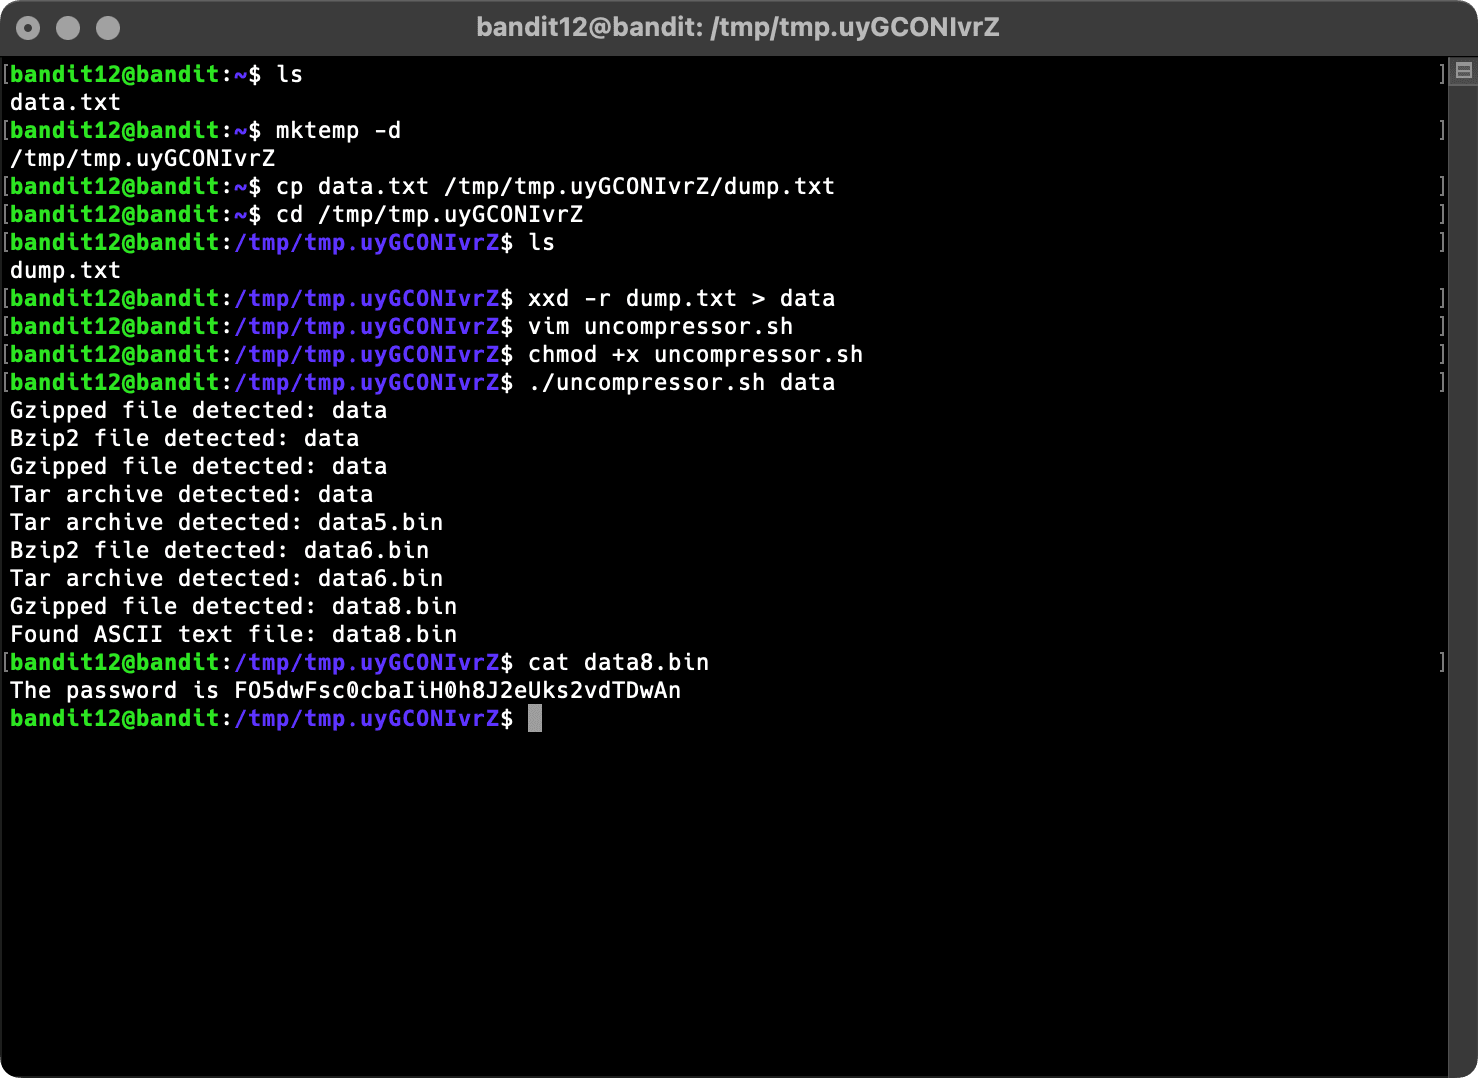 bandit12@bandit: /tmp/tmp.uyGCONIvrZ
[bandit12@bandit:~$ ls ]
data.txt
[bandit12@bandit:~$ mktemp -d ]
/tmp/tmp.uyGCONIvrZ
[bandit12@bandit:~$ cp data.txt /tmp/tmp.uyGCONIvrZ/dump.txt ]
[bandit12@bandit:~$ cd /tmp/tmp.uyGCONIvrZ ]
[bandit12@bandit:/tmp/tmp.uyGCONIvrZ$ ls ]
dump.txt
[bandit12@bandit:/tmp/tmp.uyGCONIvrZ$ xxd -r dump.txt > data ]
[bandit12@bandit:/tmp/tmp.uyGCONIvrZ$ vim uncompressor.sh ]
[bandit12@bandit:/tmp/tmp.uyGCONIvrZ$ chmod +x uncompressor.sh ]
[bandit12@bandit:/tmp/tmp.uyGCONIvrZ$ ./uncompressor.sh data ]
Gzipped file detected: data
Bzip2 file detected: data
Gzipped file detected: data
Tar archive detected: data
Tar archive detected: data5.bin
Bzip2 file detected: data6.bin
Tar archive detected: data6.bin
Gzipped file detected: data8.bin
Found ASCII text file: data8.bin
[bandit12@bandit:/tmp/tmp.uyGCONIvrZ$ cat data8.bin ]
The password is FO5dwFsc0cbaIiH0h8J2eUks2vdTDwAn
bandit12@bandit:/tmp/tmp.uyGCONIvrZ$